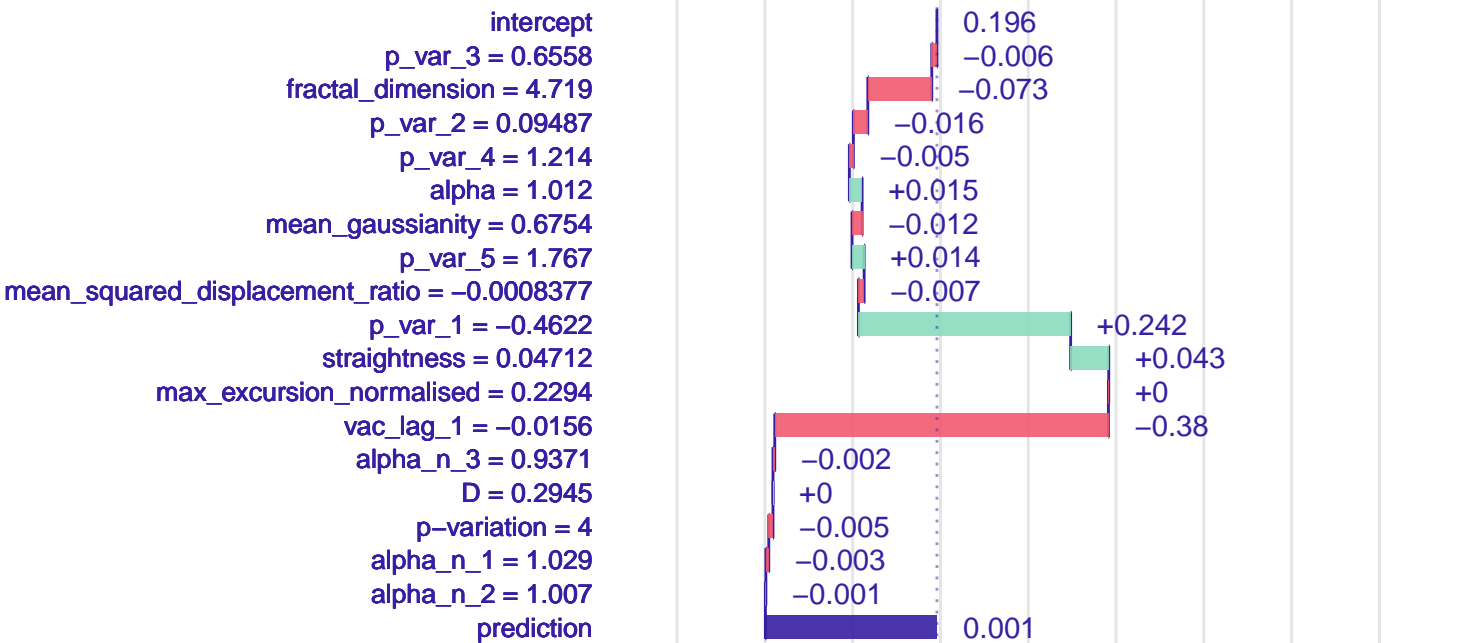 intercept 0.196
p_var_3 = 0.6558 −0.006
fractal_dimension = 4.719 −0.073
p_var_2 = 0.09487 −0.016
p_var_4 = 1.214 −0.005
alpha = 1.012 +0.015
mean_gaussianity = 0.6754 −0.012
p_var_5 = 1.767 +0.014
mean_squared_displacement_ratio = −0.0008377 −0.007
p_var_1 = −0.4622 +0.242
straightness = 0.04712 +0.043
max_excursion_normalised = 0.2294 +0
vac_lag_1 = −0.0156 −0.38
alpha_n_3 = 0.9371 −0.002
D = 0.2945 +0
p−variation = 4 −0.005
alpha_n_1 = 1.029 −0.003
alpha_n_2 = 1.007 −0.001
prediction 0.001